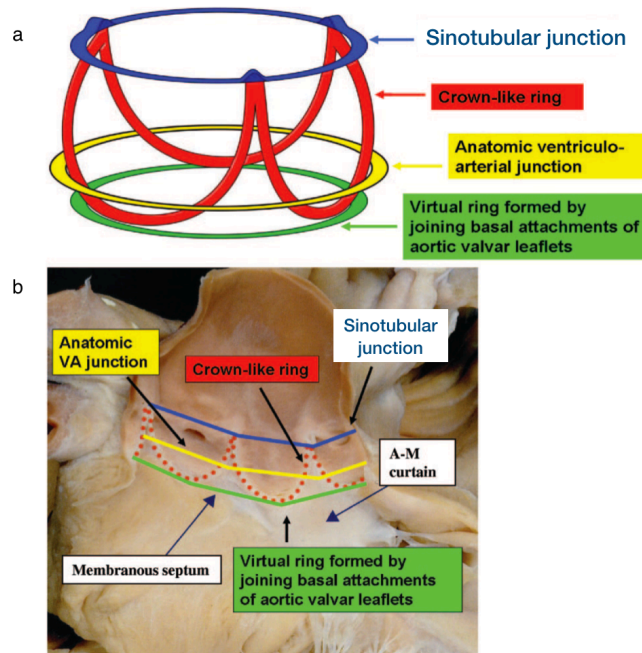 a
Sinotubular junction
Crown-like ring
Anatomic ventriculo-
arterial junction
Virtual ring formed by
joining basal attachments of
aortic valvar leaflets
b
Anatomic
VA junction
Crown-like ring
Sinotubular
junction
A-M
curtain
Membranous septum
Virtual ring formed by
joining basal attachments
of aortic valvar leaflets